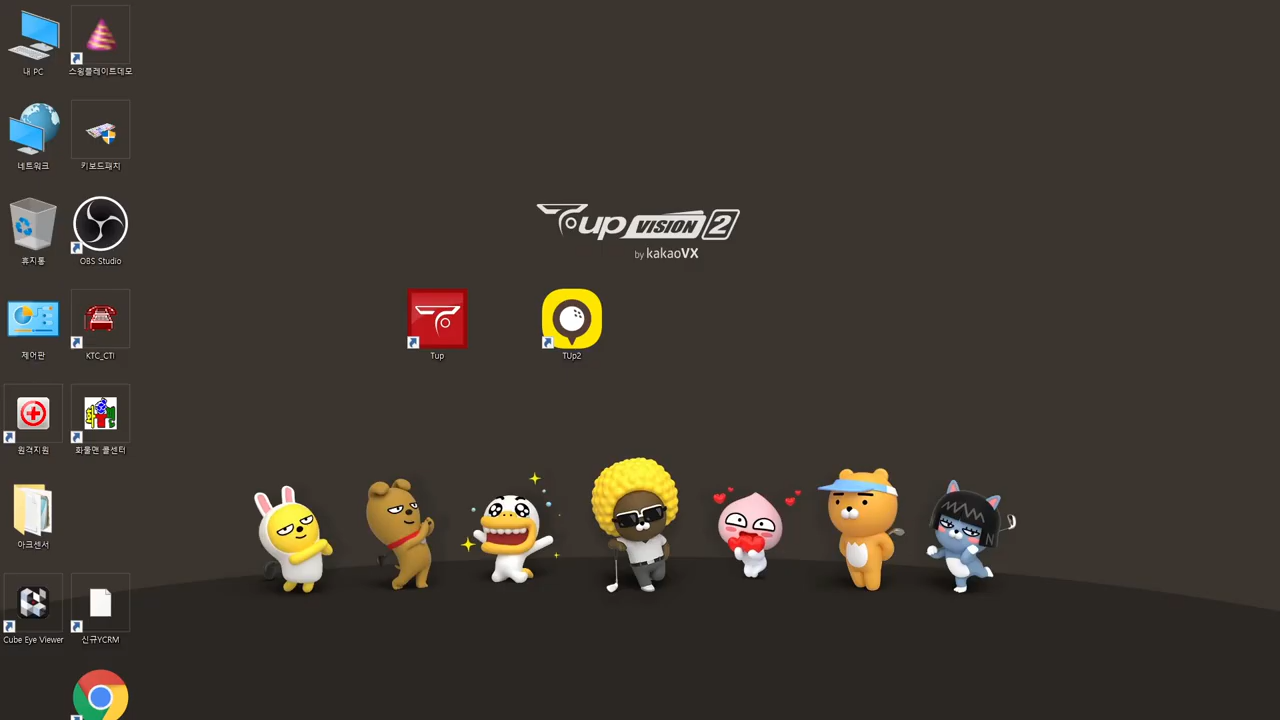 내 PC
스윙플레이트데모
네트워크
키보드패치
휴지통
OBS Studio
제어판
KTC_CTI
원격지원
화물맨 콜센터
아크센서
Cube Eye Viewer
신규YCRM
Tup VISION 2
by kakaoVX
Tup
TUp2